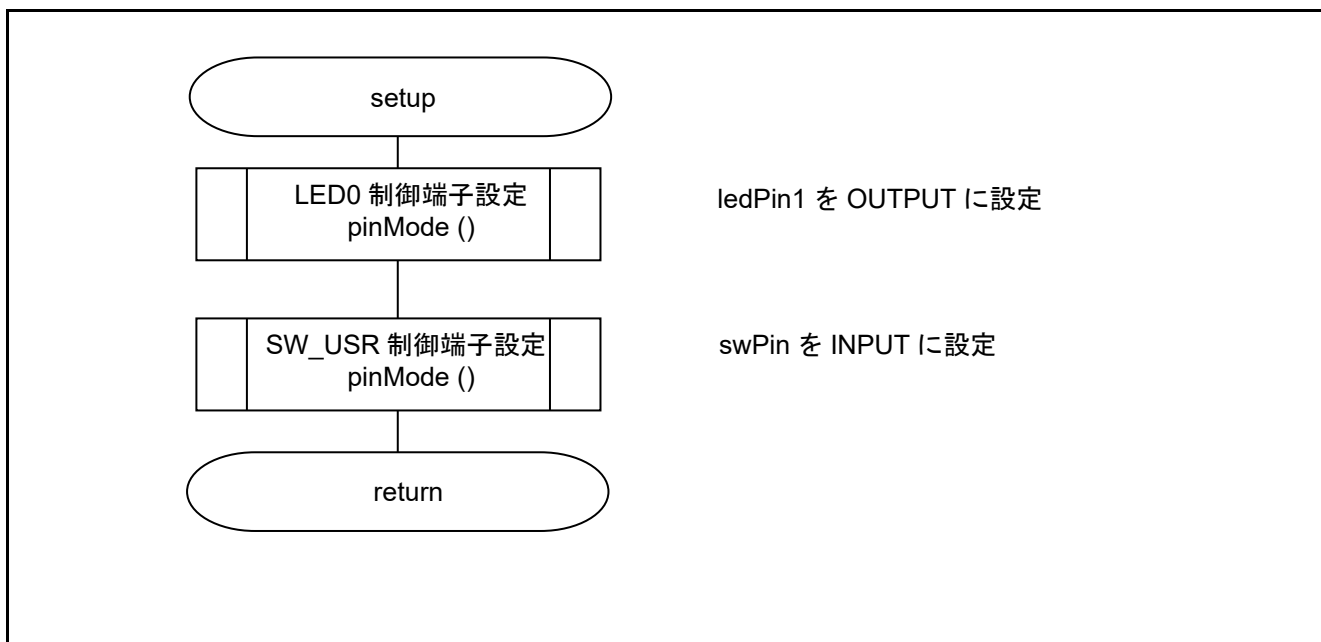 setup
LED0 制御端子設定
pinMode ()
ledPin1 を OUTPUT に設定
SW_USR 制御端子設定
pinMode ()
swPin を INPUT に設定
return